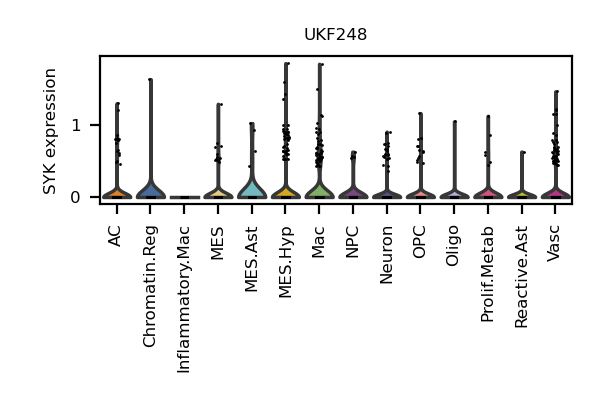 UKF248
SYK expression
1
0
AC
Chromatin.Reg
Inflammatory.Mac
MES
MES.Ast
MES.Hyp
Mac
NPC
Neuron
OPC
Oligo
Prolif.Metab
Reactive.Ast
Vasc